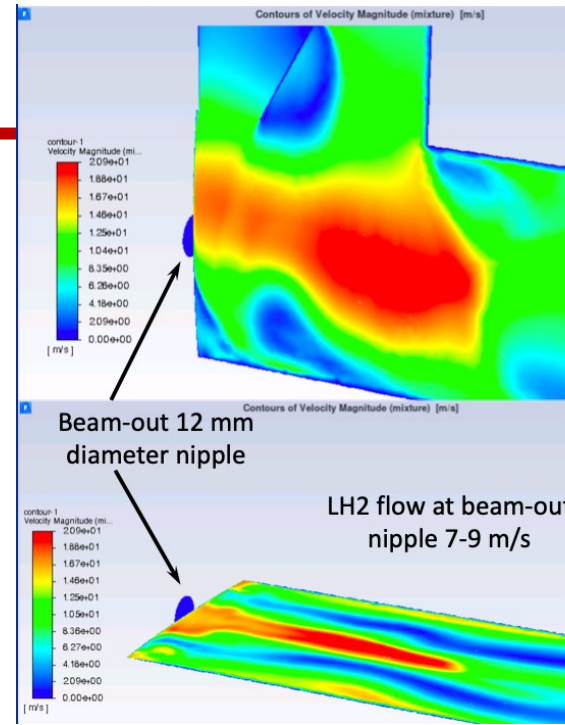 Contours of Velocity Magnitude (mixture) [m/s]
contour-1
Velocity Magnitude (mi...
2.09e+01
1.88e+01
1.67e+01
1.46e+01
1.25e+01
1.04e+01
8.35e+00
6.26e+00
4.18e+00
2.09e+00
0.00e+00
[ m/s ]
Beam-out 12 mm
diameter nipple
Contours of Velocity Magnitude (mixture) [m/s]
LH2 flow at beam-out
nipple 7-9 m/s
contour-1
Velocity Magnitude (mi...
2.09e+01
1.88e+01
1.67e+01
1.46e+01
1.25e+01
1.05e+01
8.36e+00
6.27e+00
4.18e+00
2.09e+00
0.00e+00
[ m/s ]